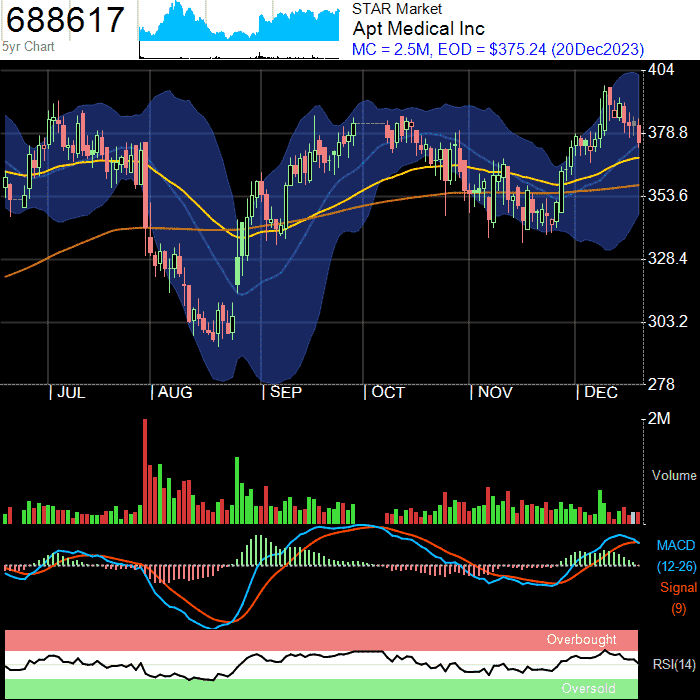 688617
5yr Chart
STAR Market
Apt Medical Inc
MC = 2.5M, EOD = $375.24 (20Dec2023)
404
378.8
353.6
328.4
303.2
278
JUL AUG SEP OCT NOV DEC
2M
Volume
MACD
(12-26)
Signal
(9)
Overbought
RSI(14)
Oversold